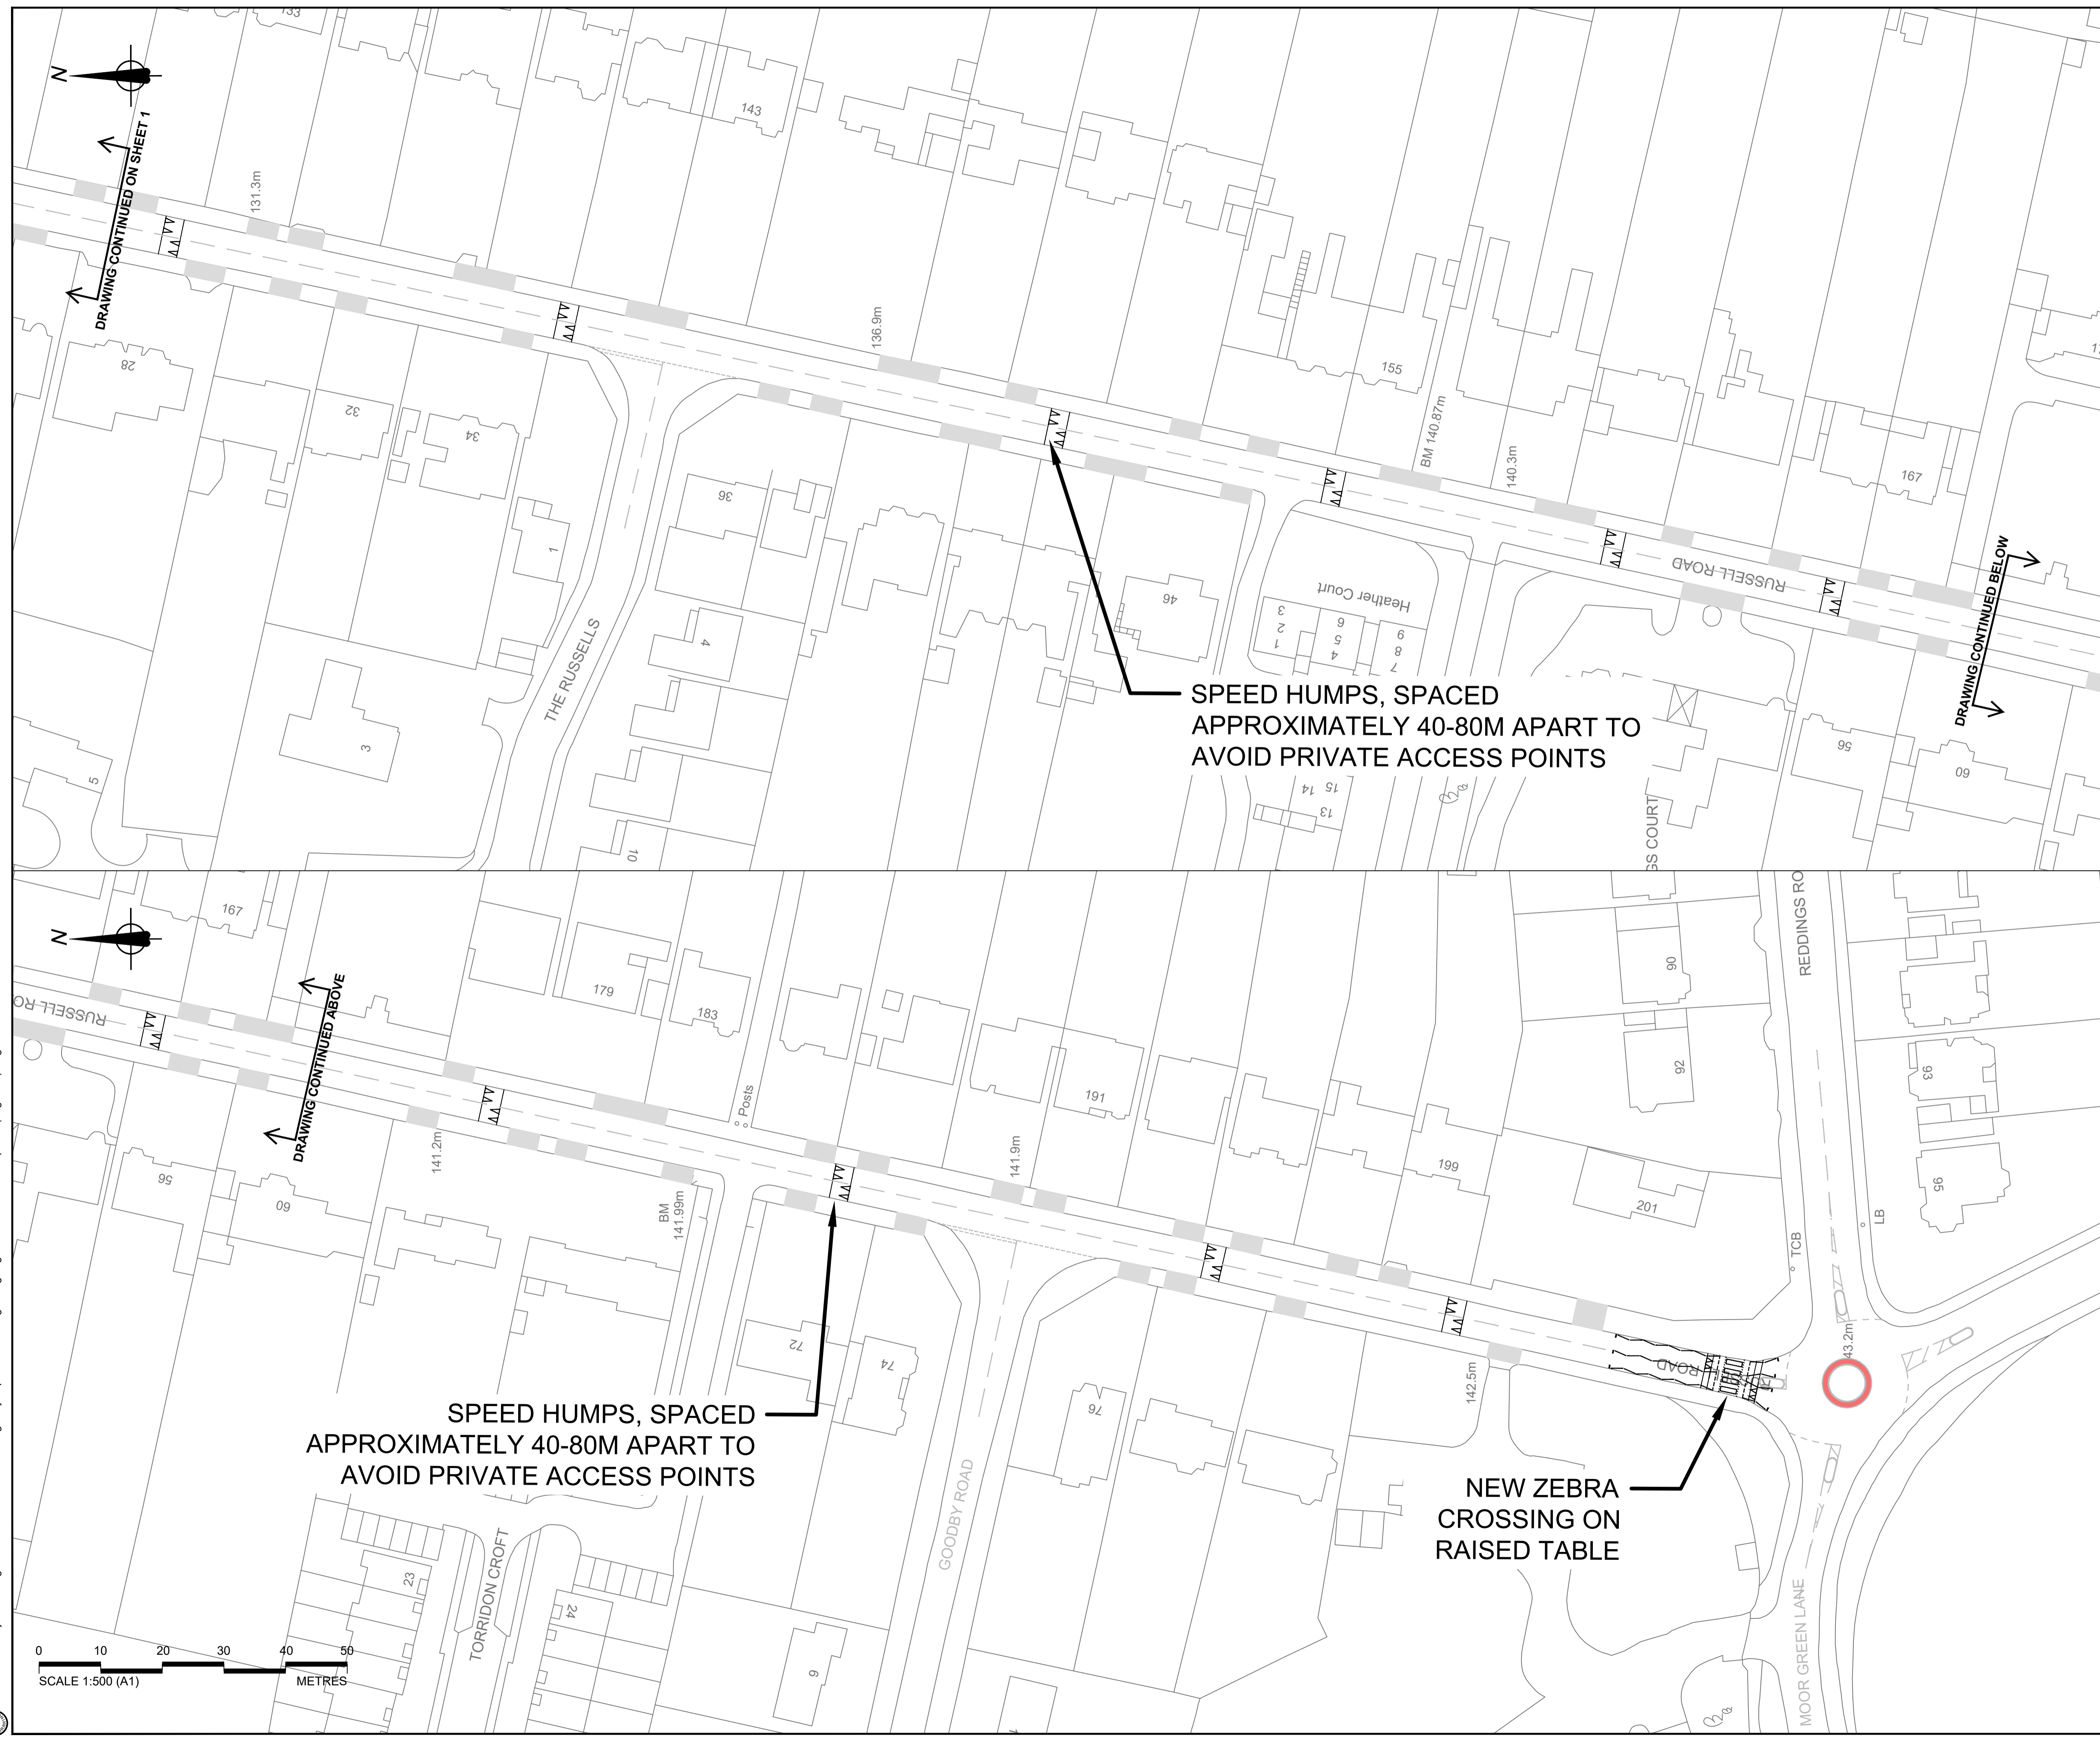 133
N
143
DRAWING CONTINUED ON SHEET 1
131.3m
28
32
34
1
136.9m
155
BM 140.87m
140.3m
167
RUSSELL ROAD
DRAWING CONTINUED BELOW
36
4
THE RUSSELLS
3
5
10
46
Heather Court
3
2
1
6
5
4
9
8
7
SPEED HUMPS, SPACED
APPROXIMATELY 40-80M APART TO
AVOID PRIVATE ACCESS POINTS
15
14
13
GS COURT
56
60
N
167
RUSSELL RO
DRAWING CONTINUED ABOVE
179
183
Posts
56
60
141.2m
BM
141.99m
141.9m
191
199
201
90
92
REDDINGS RO
93
95
TCB
LB
43.2m
72
74
76
142.5m
ROAD
SPEED HUMPS, SPACED
APPROXIMATELY 40-80M APART TO
AVOID PRIVATE ACCESS POINTS
NEW ZEBRA
CROSSING ON
RAISED TABLE
GOODBY ROAD
TORRIDON CROFT
23
24
9
MOOR GREEN LANE
0 10 20 30 40 50
SCALE 1:500 (A1) METRES